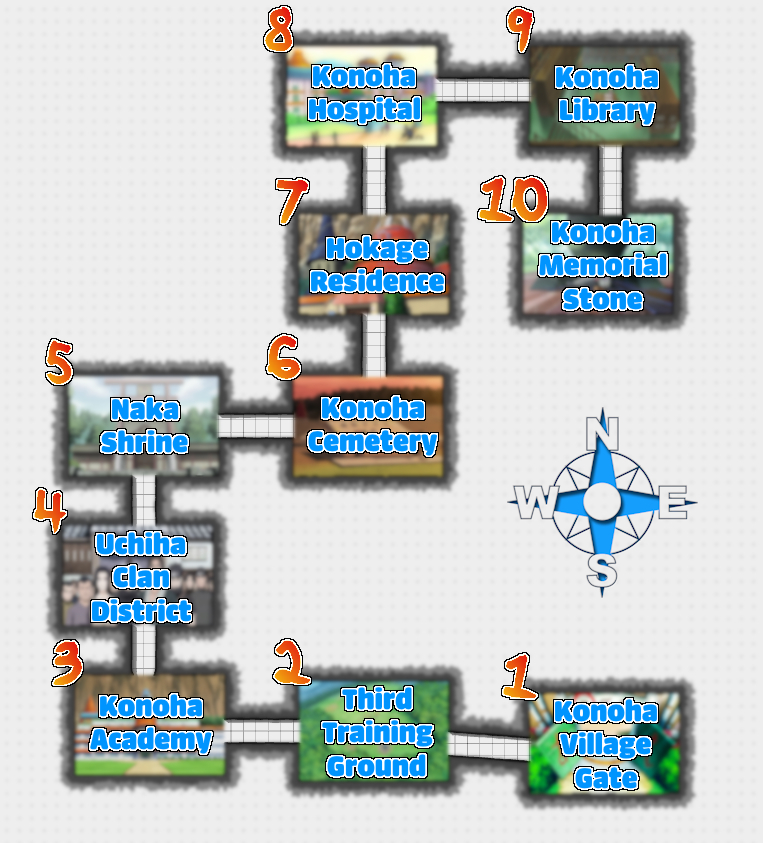 8
Konoha
Hospital
9
Konoha
Library
7
Hokage
Residence
10
Konoha
Memorial
Stone
5
Naka
Shrine
6
Konoha
Cemetery
N
W
E
S
4
Uchiha
Clan
District
3
Konoha
Academy
2
Third
Training
Ground
1
Konoha
Village
Gate